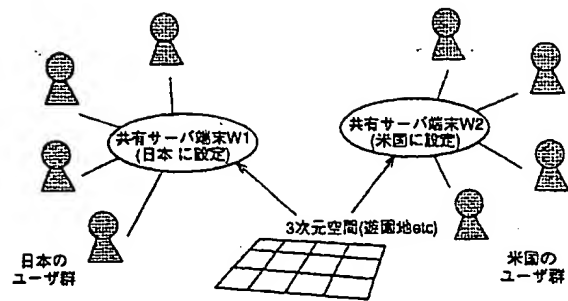 共有サーバ端末W1
(日本 に設定)
共有サーバ端末W2
(米国に設定)
3次元空間(遊園地etc)
日本の
ユーザ群
米国の
ユーザ群